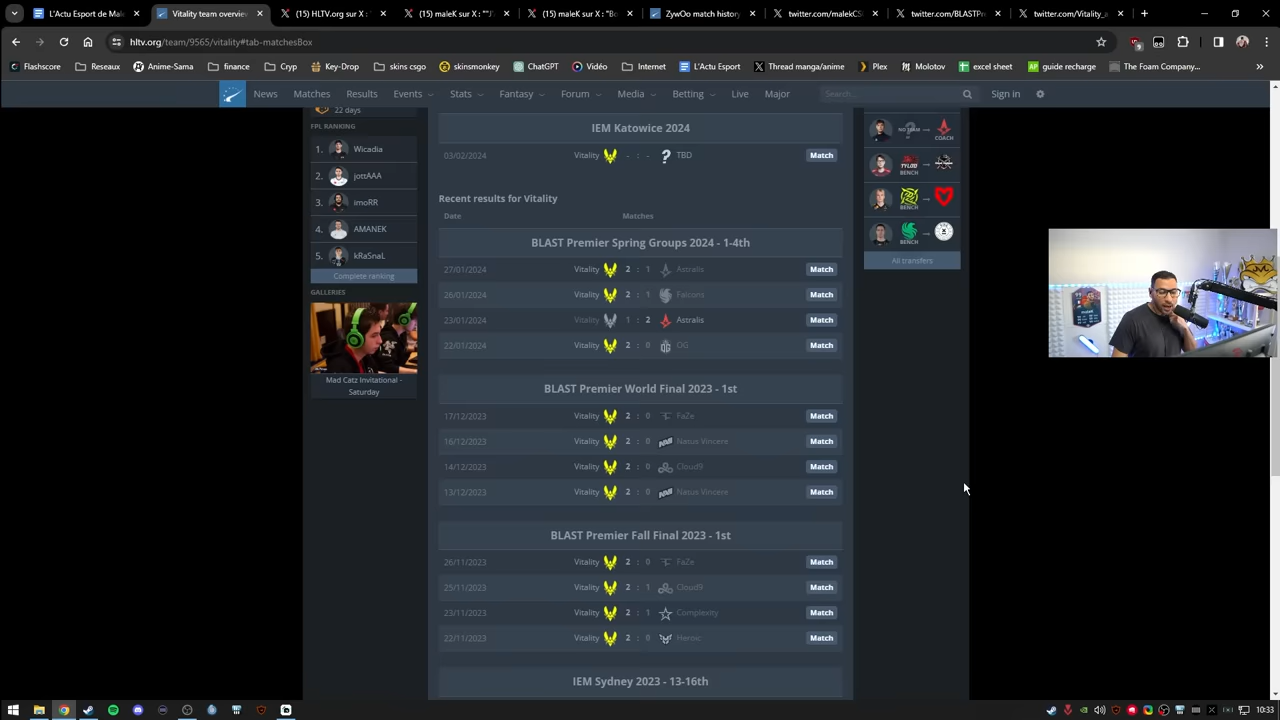 L'Actu Esport de Mal
Vitality team overvie
(15) HLTV.org sur X :
(15) maleK sur X : "
(15) maleK sur X : "Be
ZywOo match history
twitter.com/malekCS
twitter.com/BLASTPr
twitter.com/Vitality_a
hltv.org/team/9565/vitality#tab-matchesBox
Flashscore
Reseaux
Anime-Sama
finance
Cryp
Key-Drop
skins csgo
skinsmonkey
ChatGPT
Vidéo
Internet
L'Actu Esport
Thread manga/anime
Plex
Molotov
excel sheet
guide recharge
The Foam Company...
News
Matches
Results
Events
Stats
Fantasy
Forum
Media
Betting
Live
Major
Search...
Sign in
22 days
FPL RANKING
1. Wicadia
2. jottAAA
3. imoRR
4. AMANEK
5. kRaSnaL
Complete ranking
GALLERIES
Mad Catz Invitational -
Saturday
IEM Katowice 2024
03/02/2024 Vitality - : - TBD Match
Recent results for Vitality
Date Matches
BLAST Premier Spring Groups 2024 - 1-4th
27/01/2024 Vitality 2 : 1 Astralis Match
26/01/2024 Vitality 2 : 1 Falcons Match
23/01/2024 Vitality 1 : 2 Astralis Match
22/01/2024 Vitality 2 : 0 OG Match
BLAST Premier World Final 2023 - 1st
17/12/2023 Vitality 2 : 0 FaZe Match
16/12/2023 Vitality 2 : 0 Natus Vincere Match
14/12/2023 Vitality 2 : 0 Cloud9 Match
13/12/2023 Vitality 2 : 0 Natus Vincere Match
BLAST Premier Fall Final 2023 - 1st
26/11/2023 Vitality 2 : 0 FaZe Match
25/11/2023 Vitality 2 : 1 Cloud9 Match
23/11/2023 Vitality 2 : 1 Complexity Match
22/11/2023 Vitality 2 : 0 Heroic Match
IEM Sydney 2023 - 13-16th
COACH
BENCH
BENCH
BENCH
All transfers
10:33